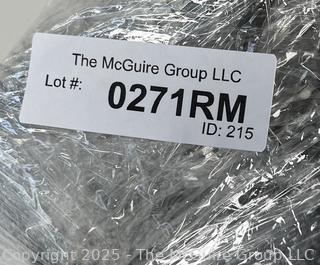 The McGuire Group LLC
Lot #: 0271RM
ID: 215
Copyright 2025 - The McGuire Group LLC